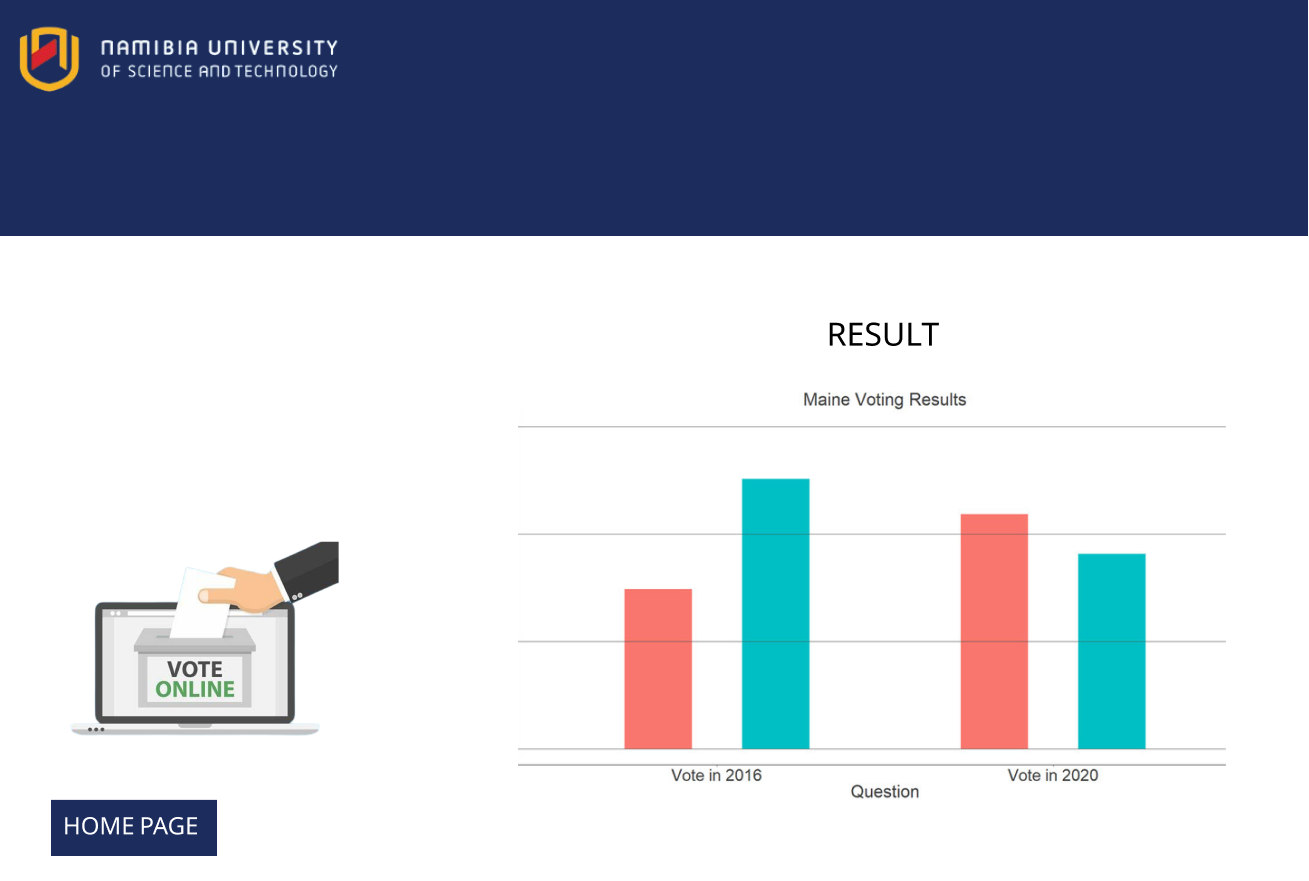 NAMIBIA UNIVERSITY
OF SCIENCE AND TECHNOLOGY
RESULT
Maine Voting Results
VOTE
ONLINE
Vote in 2016
Vote in 2020
Question
HOME PAGE